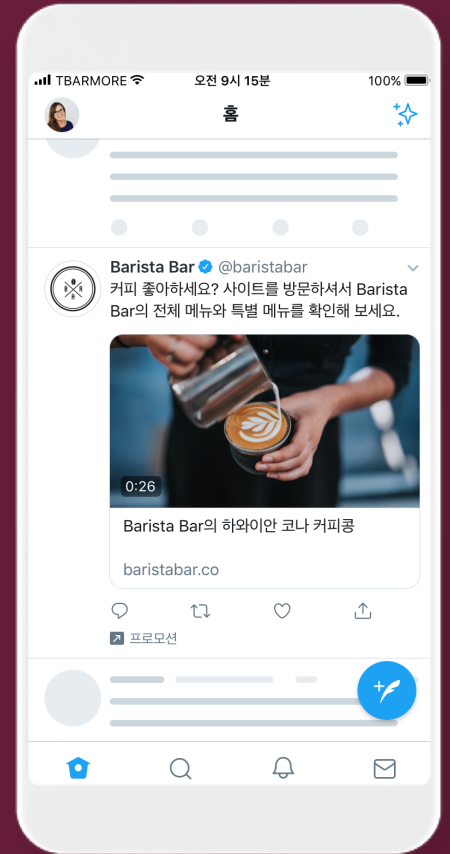 TBARMORE 오전 9시 15분 100%
홈
Barista Bar @baristabar
커피 좋아하세요? 사이트를 방문하셔서 Barista
Bar의 전체 메뉴와 특별 메뉴를 확인해 보세요.
0:26
Barista Bar의 하와이안 코나 커피콩
baristabar.co
프로모션